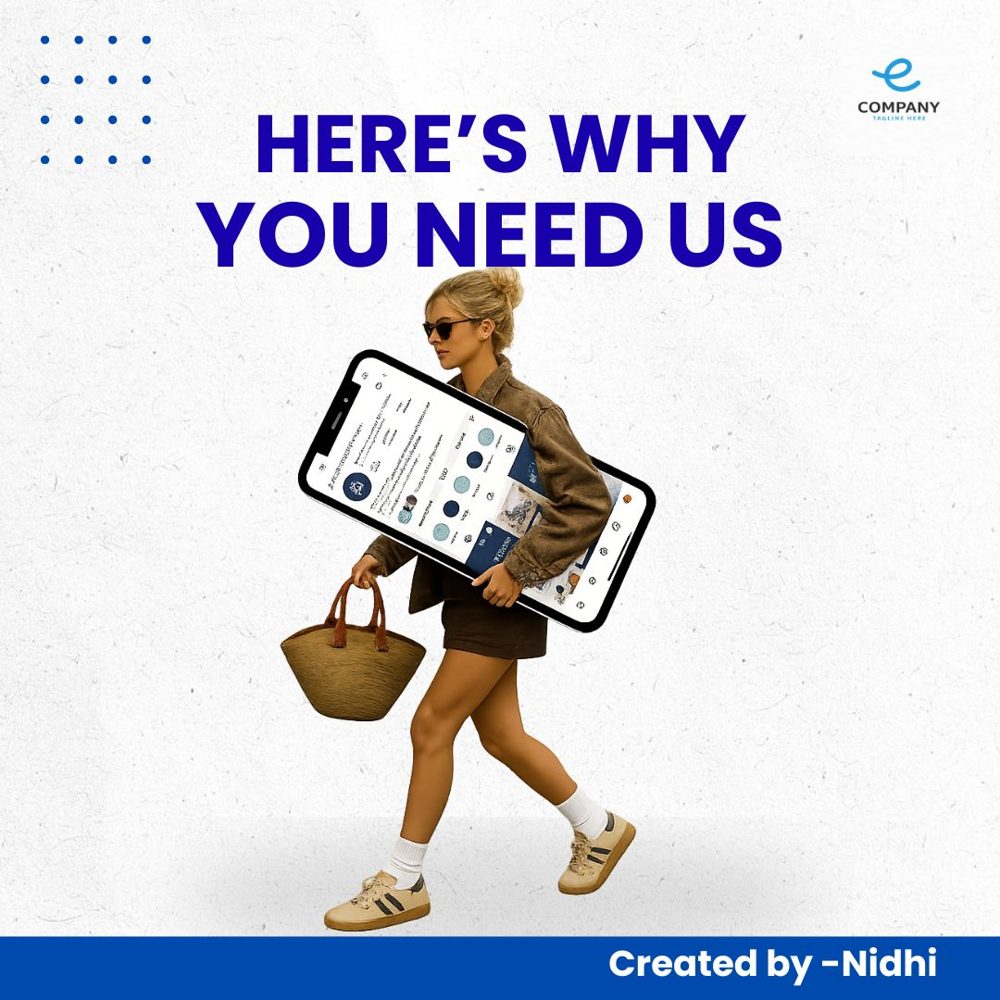 COMPANY
TAGLINE HERE
HERE’S WHY
YOU NEED US
Created by -Nidhi